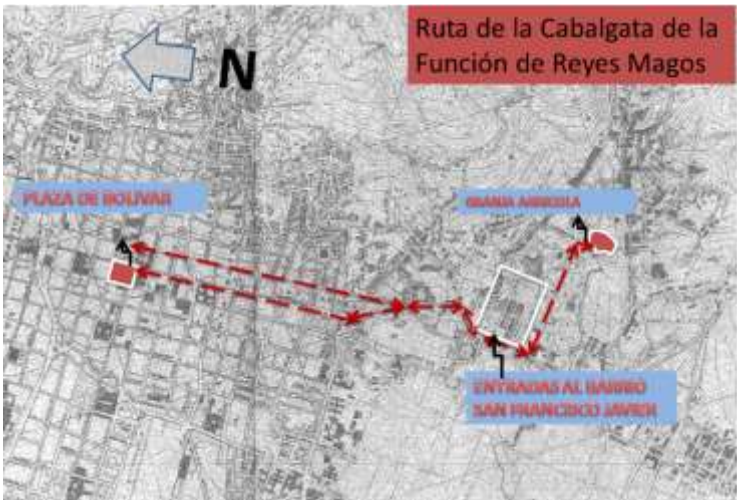 Ruta de la Cabalgata de la
Función de Reyes Magos
N
PLAZA DE BOLIVAR
GRANJA AGRICOLA
ENTRADAS AL BARRIO
SAN FRANCISCO JAVIER